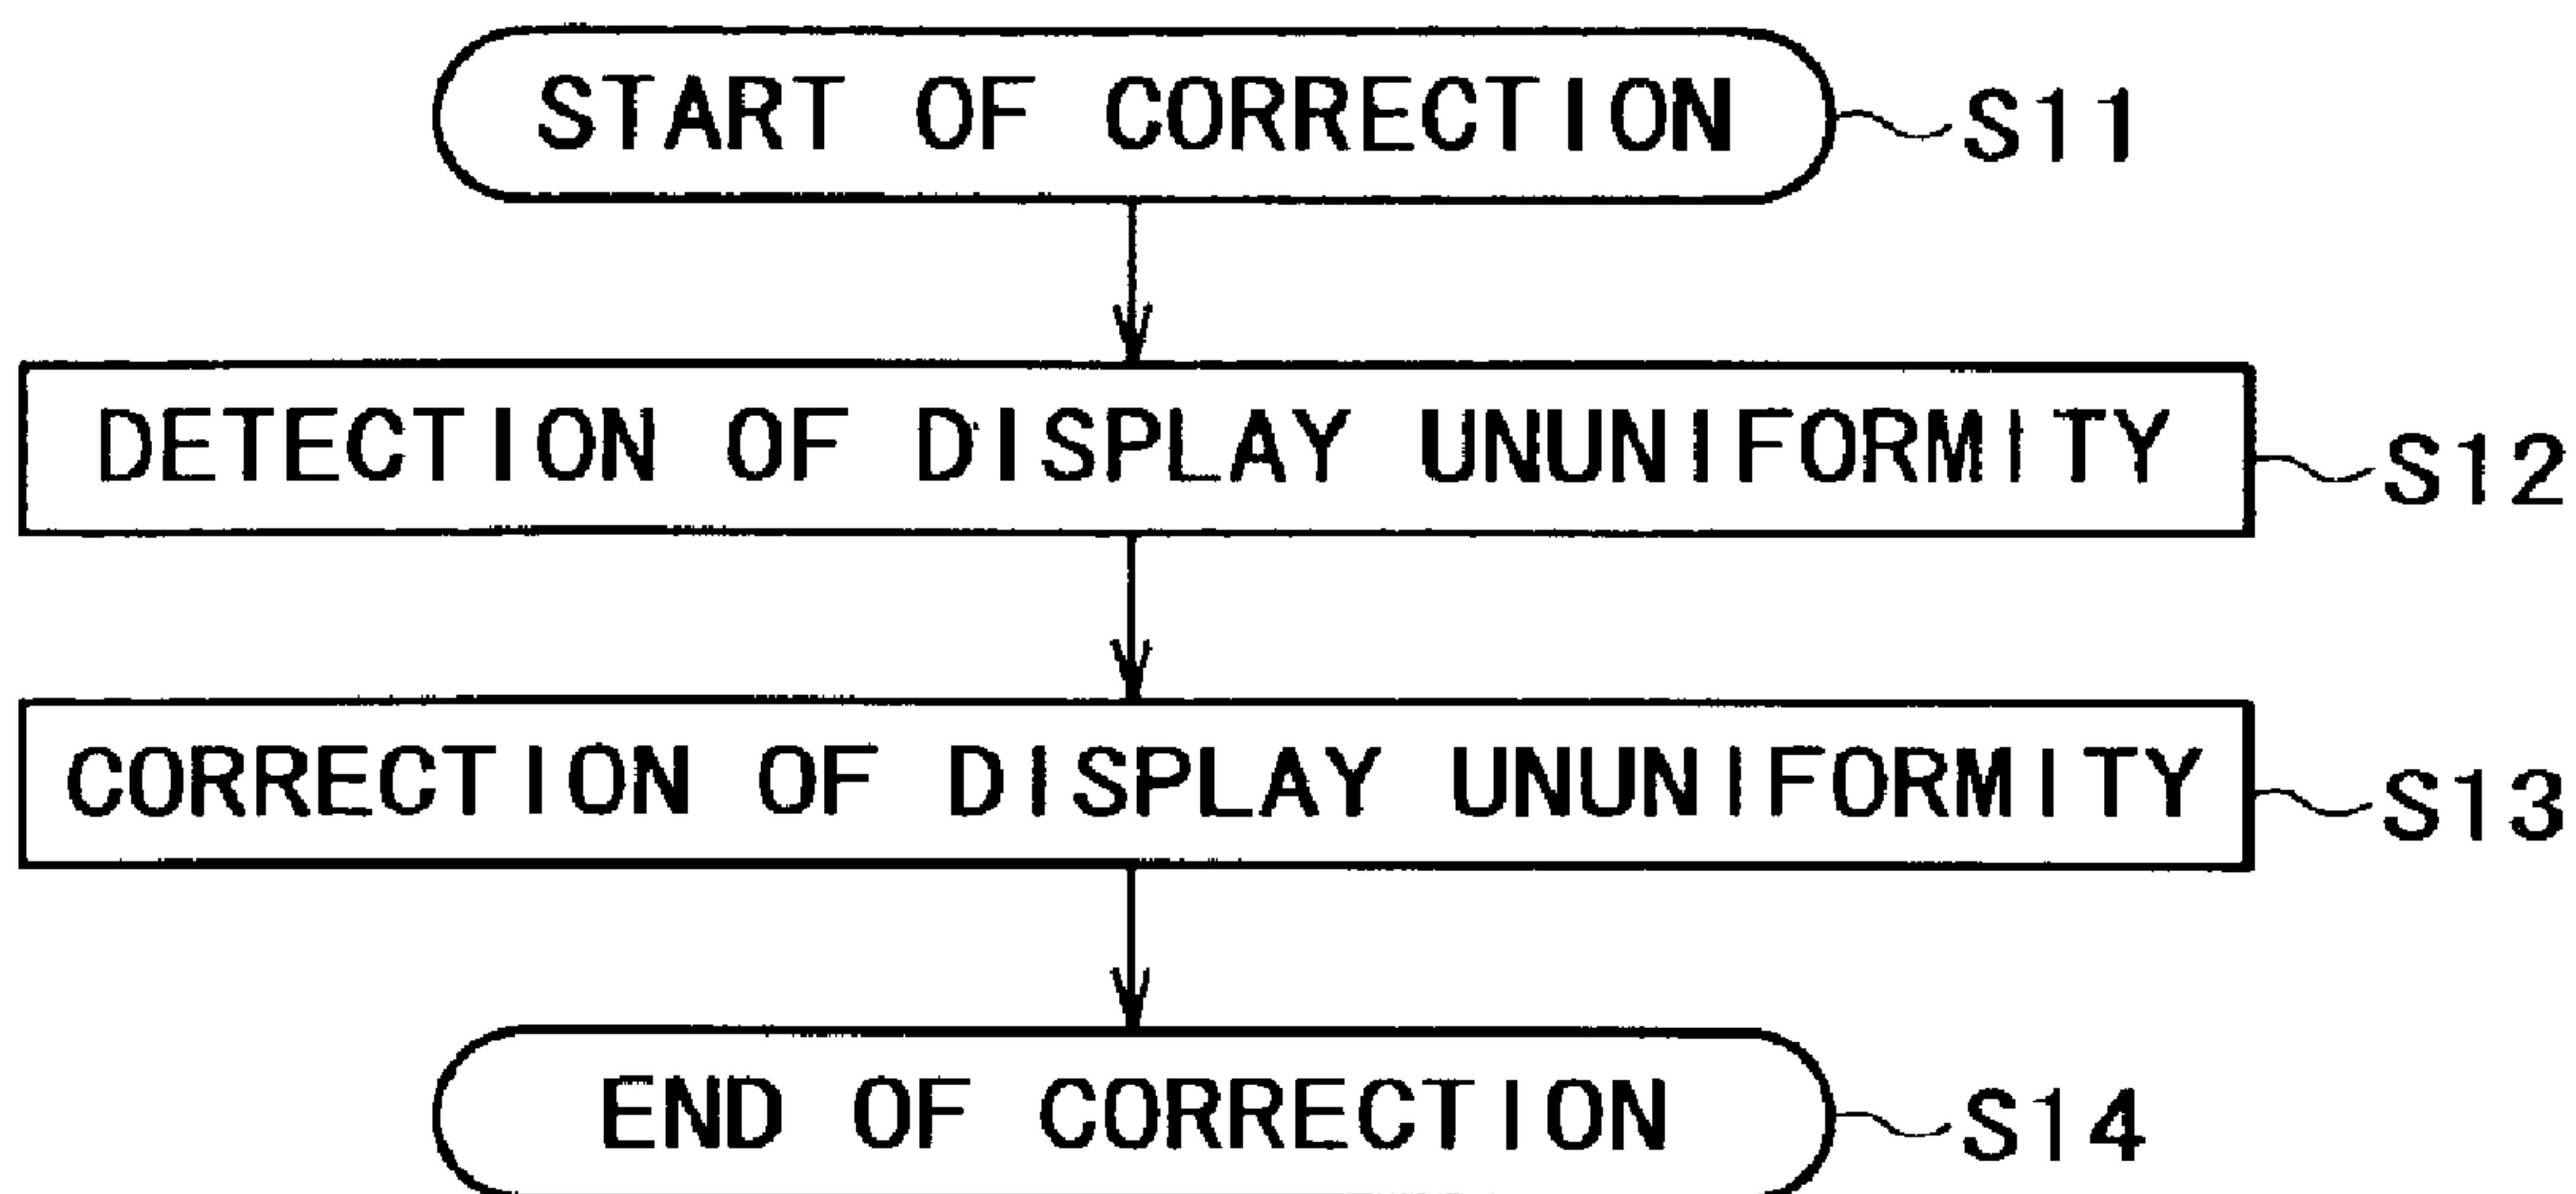 START OF CORRECTION S11
DETECTION OF DISPLAY UNUNIFORMITY S12
CORRECTION OF DISPLAY UNUNIFORMITY S13
END OF CORRECTION S14